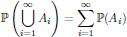 ℙ(⋃_{i=1}^{∞} A_i) = ∑_{i=1}^{∞} ℙ(A_i)